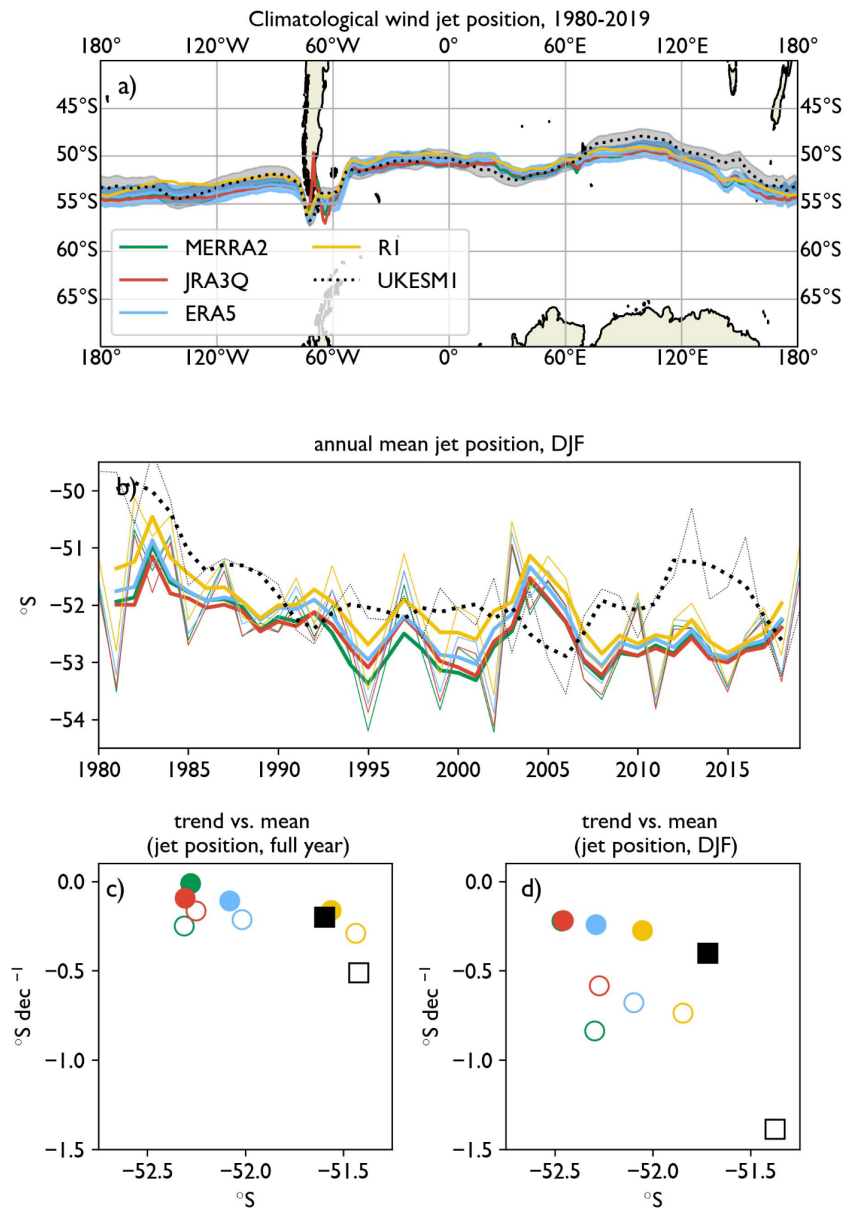 Climatological wind jet position, 1980-2019
180° 120°W 60°W 0° 60°E 120°E 180°
a)
45°S 45°S
50°S 50°S
55°S 55°S
60°S 60°S
65°S 65°S
MERRA2 R1
JRA3Q UKESM1
ERA5
180° 120°W 60°W 0° 60°E 120°E 180°
annual mean jet position, DJF
b)
−50
−51
−52
−53
−54
°S
1980 1985 1990 1995 2000 2005 2010 2015
trend vs. mean
(jet position, full year)
c)
0.0
−0.5
−1.0
−1.5
°S dec⁻¹
−52.5 −52.0 −51.5
°S
trend vs. mean
(jet position, DJF)
d)
0.0
−0.5
−1.0
−1.5
°S dec⁻¹
−52.5 −52.0 −51.5
°S